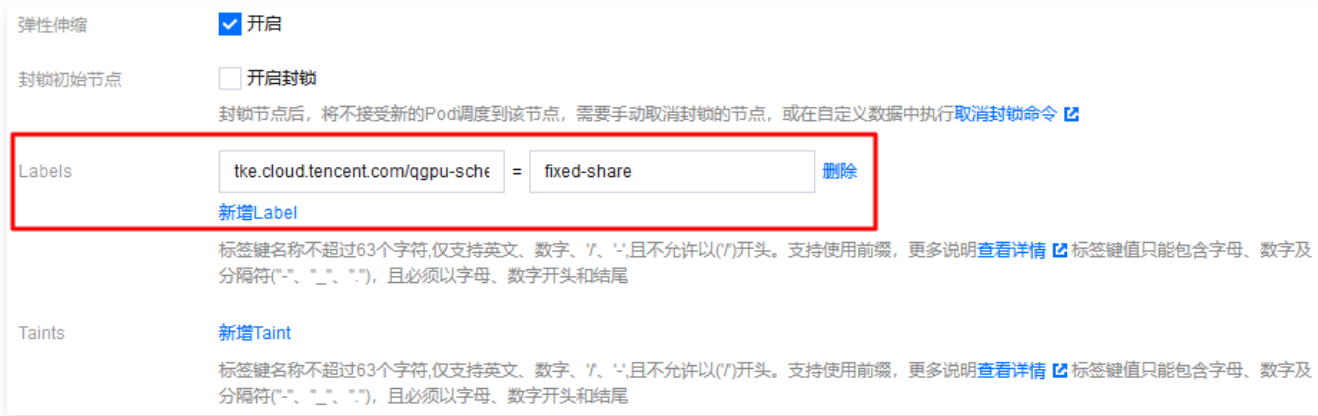 弹性伸缩 开启
封锁初始节点 开启封锁
封锁节点后，将不接受新的Pod调度到该节点，需要手动取消封锁的节点，或在自定义数据中执行取消封锁命令
Labels tke.cloud.tencent.com/qgpu-sche = fixed-share 删除
新增Label
标签键名称不超过63个字符,仅支持英文、数字、'/'、'-',且不允许以('/')开头。支持使用前缀，更多说明查看详情 标签键值只能包含字母、数字及
分隔符("-"、"_"、".")，且必须以字母、数字开头和结尾
Taints 新增Taint
标签键名称不超过63个字符,仅支持英文、数字、'/'、'-',且不允许以('/')开头。支持使用前缀，更多说明查看详情 标签键值只能包含字母、数字及
分隔符("-"、"_"、".")，且必须以字母、数字开头和结尾